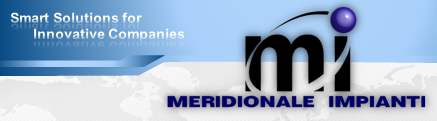 Smart Solutions for
Innovative Companies
mi
MERIDIONALE IMPIANTI